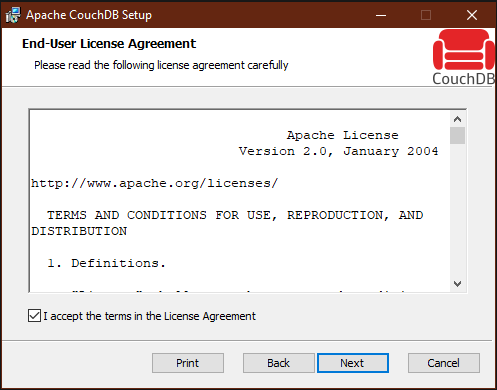 Apache CouchDB Setup
End-User License Agreement
Please read the following license agreement carefully
CouchDB
Apache License
Version 2.0, January 2004
http://www.apache.org/licenses/
TERMS AND CONDITIONS FOR USE, REPRODUCTION, AND
DISTRIBUTION
1. Definitions.
I accept the terms in the License Agreement
Print Back Next Cancel